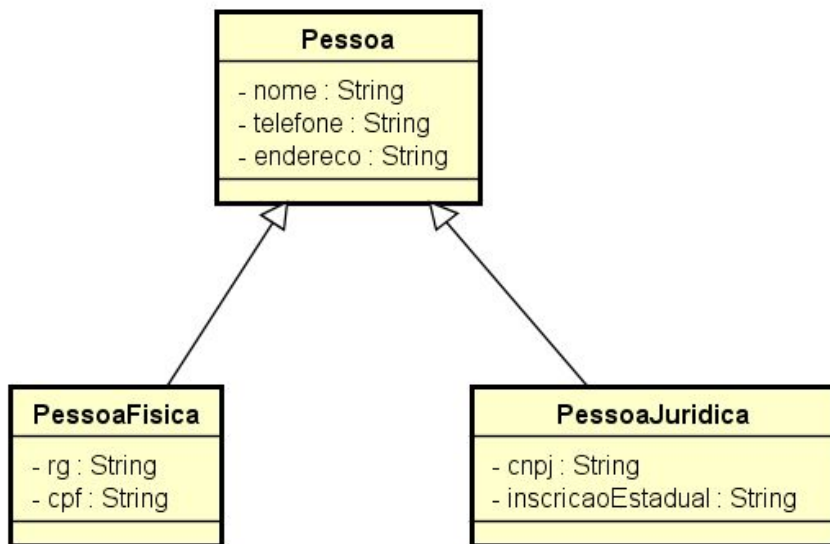 Pessoa
- nome : String
- telefone : String
- endereco : String
PessoaFisica
- rg : String
- cpf : String
PessoaJuridica
- cnpj : String
- inscricaoEstadual : String